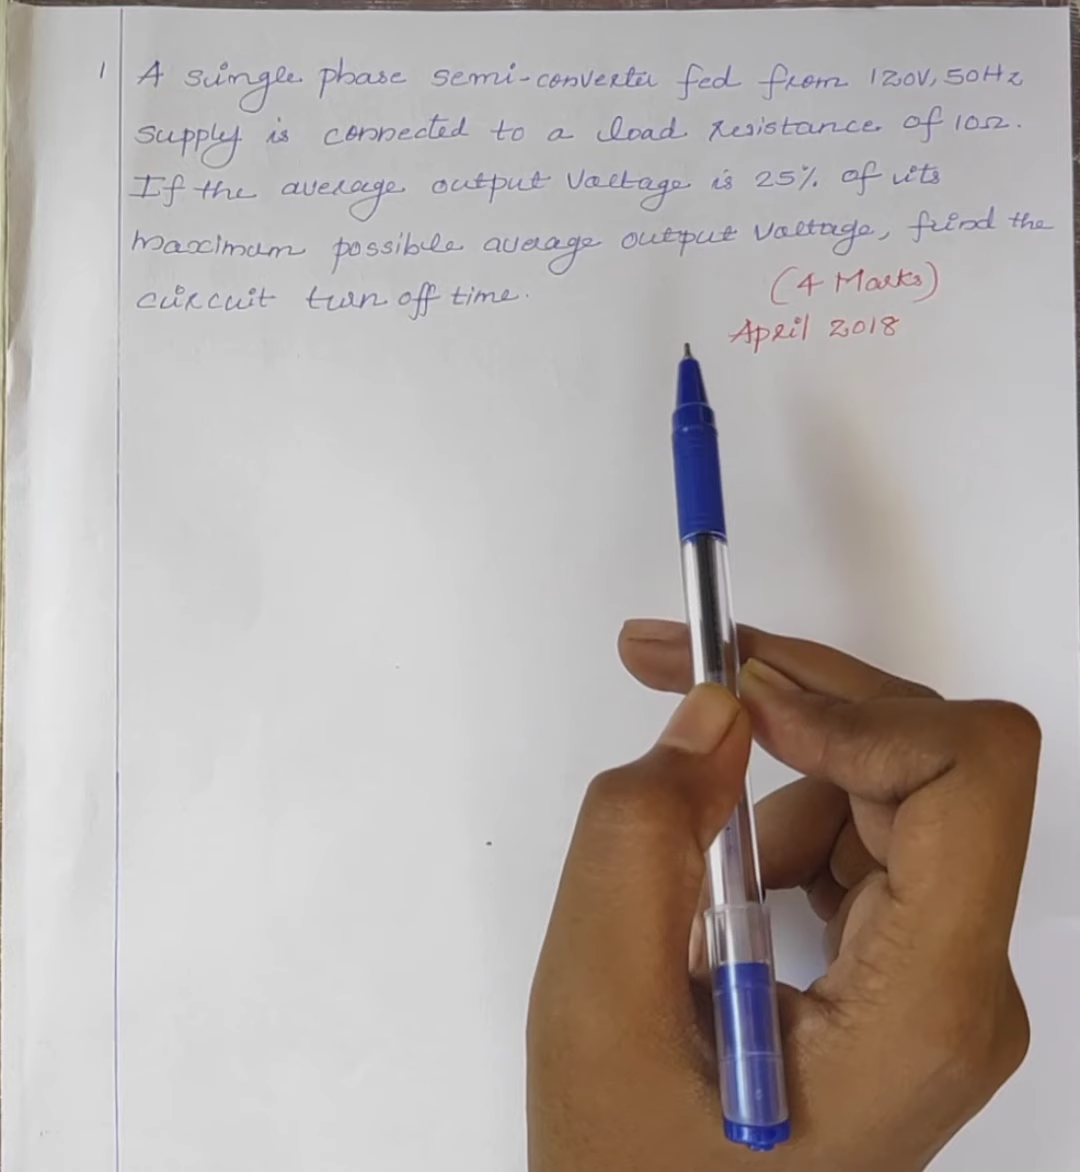 1 A single phase semi-converter fed from 120V, 50Hz
supply is connected to a load resistance of 10Ω.
If the average output voltage is 25% of its
maximum possible average output voltage, find the
circuit turn off time.
(4 Marks)
April 2018